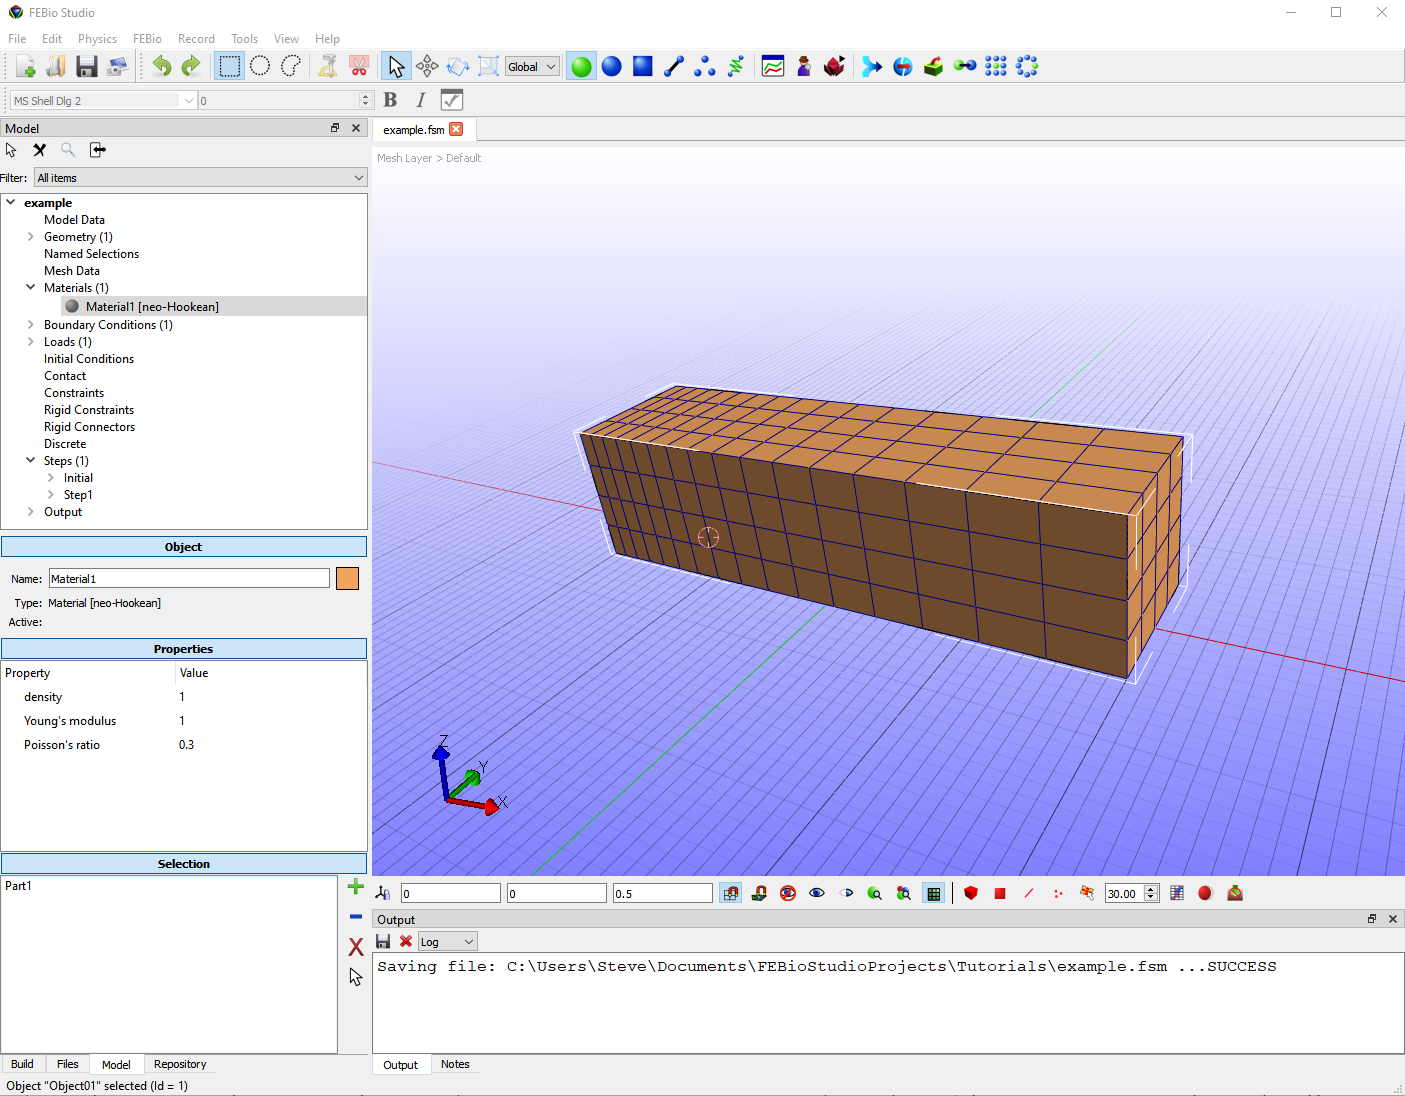 FEBio Studio
File Edit Physics FEBio Record Tools View Help
Global
MS Shell Dlg 2 0 B I
Model
example.fsm
Mesh Layer > Default
Filter: All items
example
Model Data
Geometry (1)
Named Selections
Mesh Data
Materials (1)
Material1 [neo-Hookean]
Boundary Conditions (1)
Loads (1)
Initial Conditions
Contact
Constraints
Rigid Constraints
Rigid Connectors
Discrete
Steps (1)
Initial
Step1
Output
Object
Name: Material1
Type: Material [neo-Hookean]
Active:
Properties
Property Value
density 1
Young's modulus 1
Poisson's ratio 0.3
Z
Y
X
Selection
Part1
0 0 0.5 30.00
Output
Log
Saving file: C:\Users\Steve\Documents\FEBioStudioProjects\Tutorials\example.fsm ...SUCCESS
Build Files Model Repository
Output Notes
Object "Object01" selected (Id = 1)